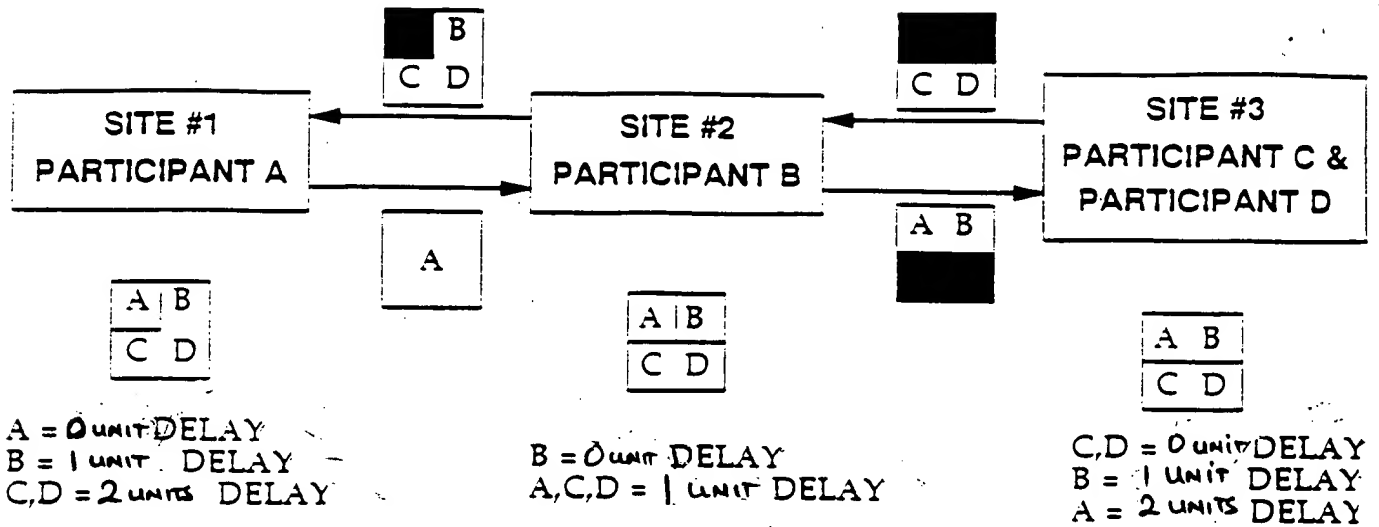 B
C D
C D
SITE #1
PARTICIPANT A
SITE #2
PARTICIPANT B
SITE #3
PARTICIPANT C &
PARTICIPANT D
A
A B
A B
C D
A B
C D
A B
C D
A = 0 UNIT DELAY
B = 1 UNIT DELAY
C,D = 2 UNITS DELAY
B = 0 UNIT DELAY
A,C,D = 1 UNIT DELAY
C,D = 0 UNIT DELAY
B = 1 UNIT DELAY
A = 2 UNITS DELAY